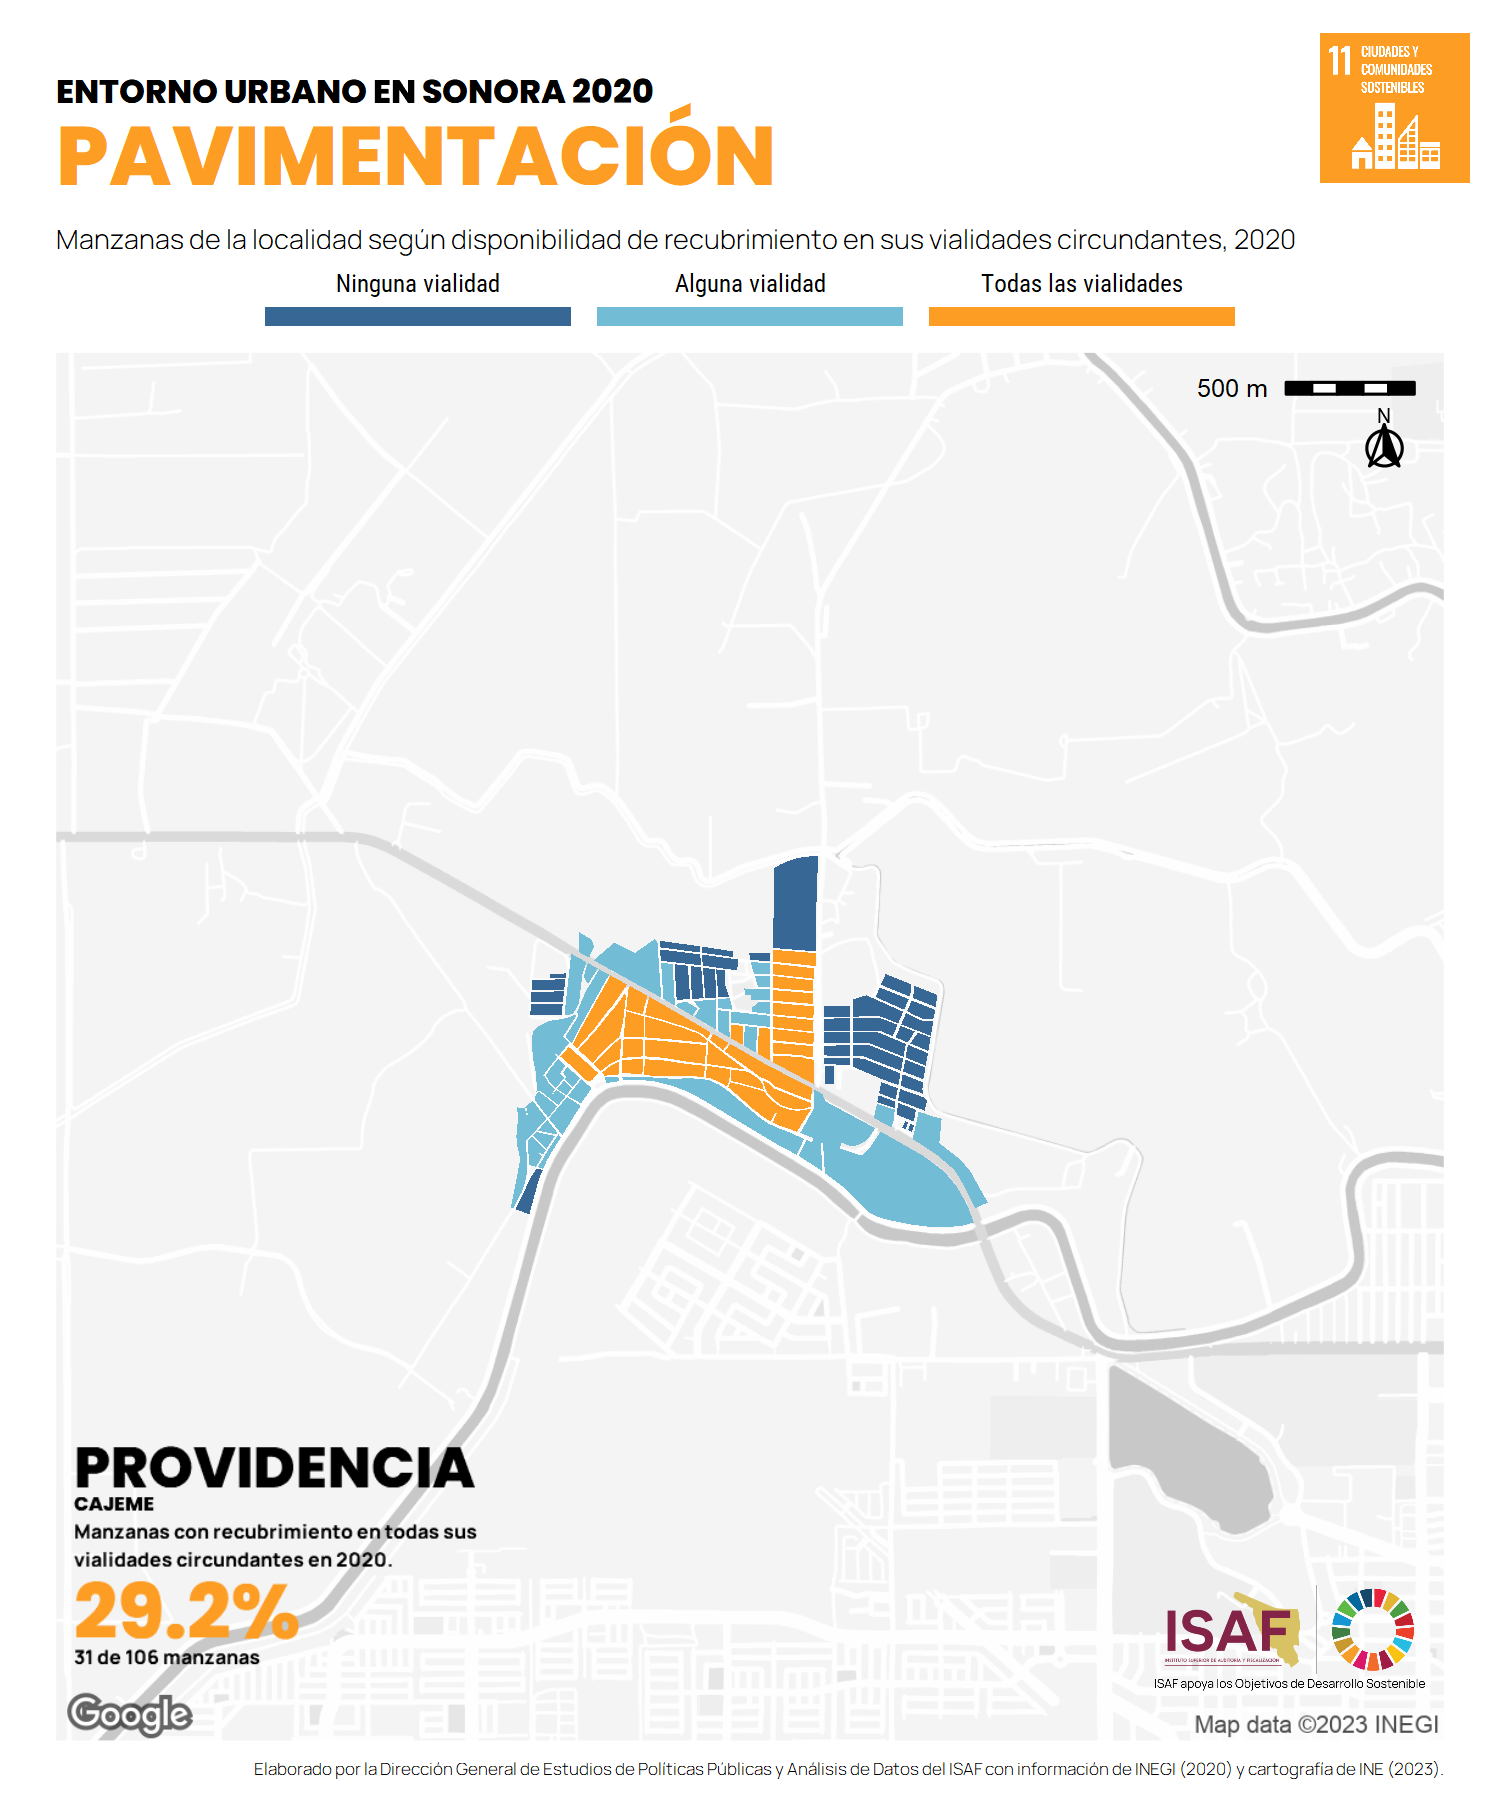 ENTORNO URBANO EN SONORA 2020
PAVIMENTACIÓN
11 CIUDADES Y
COMUNIDADES
SOSTENIBLES
Manzanas de la localidad según disponibilidad de recubrimiento en sus vialidades circundantes, 2020
Ninguna vialidad
Alguna vialidad
Todas las vialidades
500 m
N
PROVIDENCIA
CAJEME
Manzanas con recubrimiento en todas sus
vialidades circundantes en 2020.
29.2%
31 de 106 manzanas
Google
ISAF
INSTITUTO SUPERIOR DE AUDITORÍA Y FISCALIZACIÓN
ISAF apoya los Objetivos de Desarrollo Sostenible
Map data ©2023 INEGI
Elaborado por la Dirección General de Estudios de Políticas Públicas y Análisis de Datos del ISAF con información de INEGI (2020) y cartografía de INE (2023).